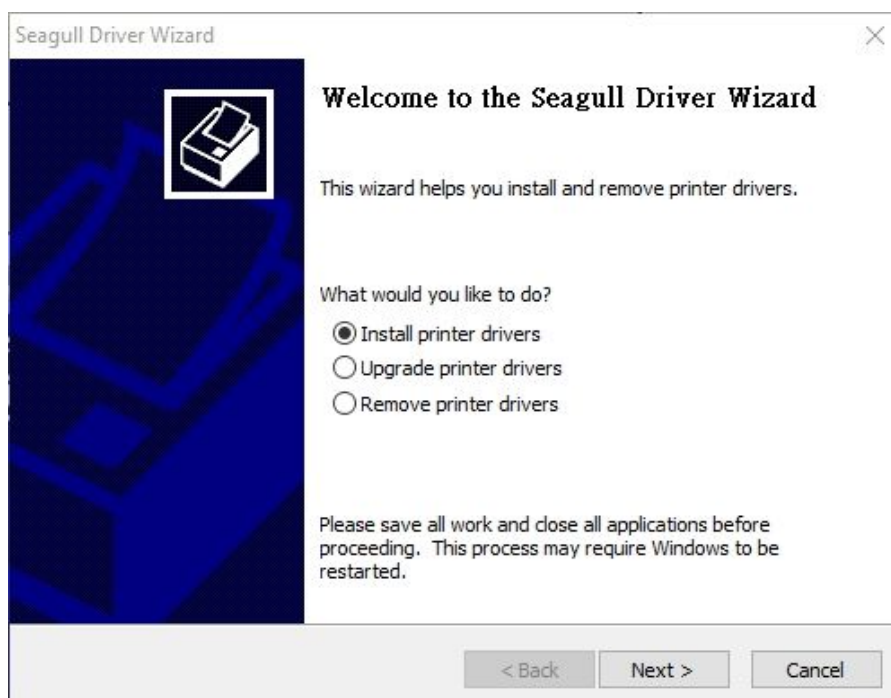 Seagull Driver Wizard
Welcome to the Seagull Driver Wizard
This wizard helps you install and remove printer drivers.
What would you like to do?
Install printer drivers
Upgrade printer drivers
Remove printer drivers
Please save all work and close all applications before
proceeding. This process may require Windows to be
restarted.
< Back Next > Cancel